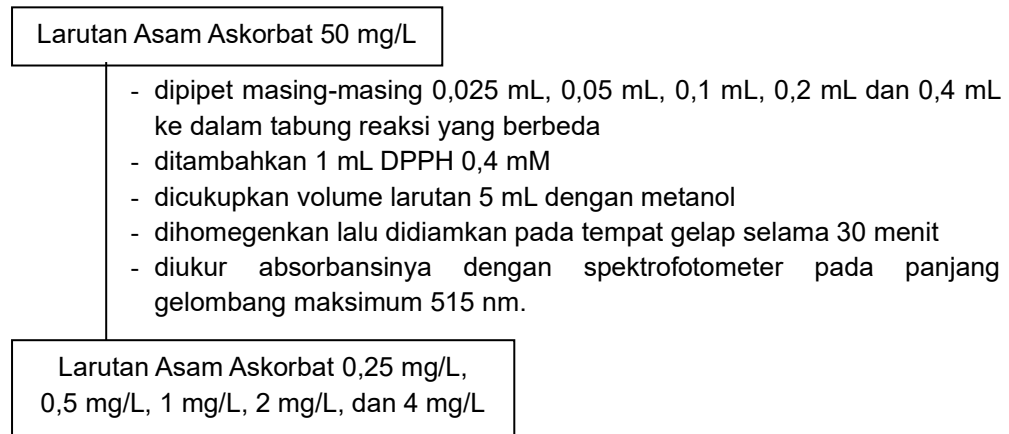 Larutan Asam Askorbat 50 mg/L
- dipipet masing-masing 0,025 mL, 0,05 mL, 0,1 mL, 0,2 mL dan 0,4 mL
ke dalam tabung reaksi yang berbeda
- ditambahkan 1 mL DPPH 0,4 mM
- dicukupkan volume larutan 5 mL dengan metanol
- dihomegenkan lalu didiamkan pada tempat gelap selama 30 menit
- diukur absorbansinya dengan spektrofotometer pada panjang
gelombang maksimum 515 nm.
Larutan Asam Askorbat 0,25 mg/L,
0,5 mg/L, 1 mg/L, 2 mg/L, dan 4 mg/L